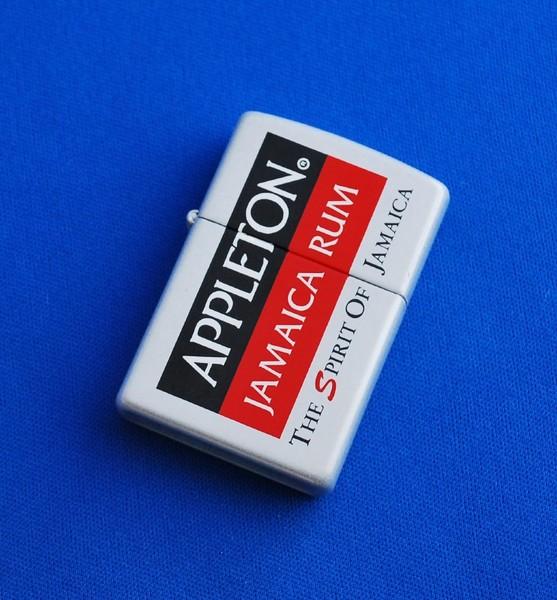 APPLETON®
JAMAICA RUM
THE SPIRIT OF JAMAICA